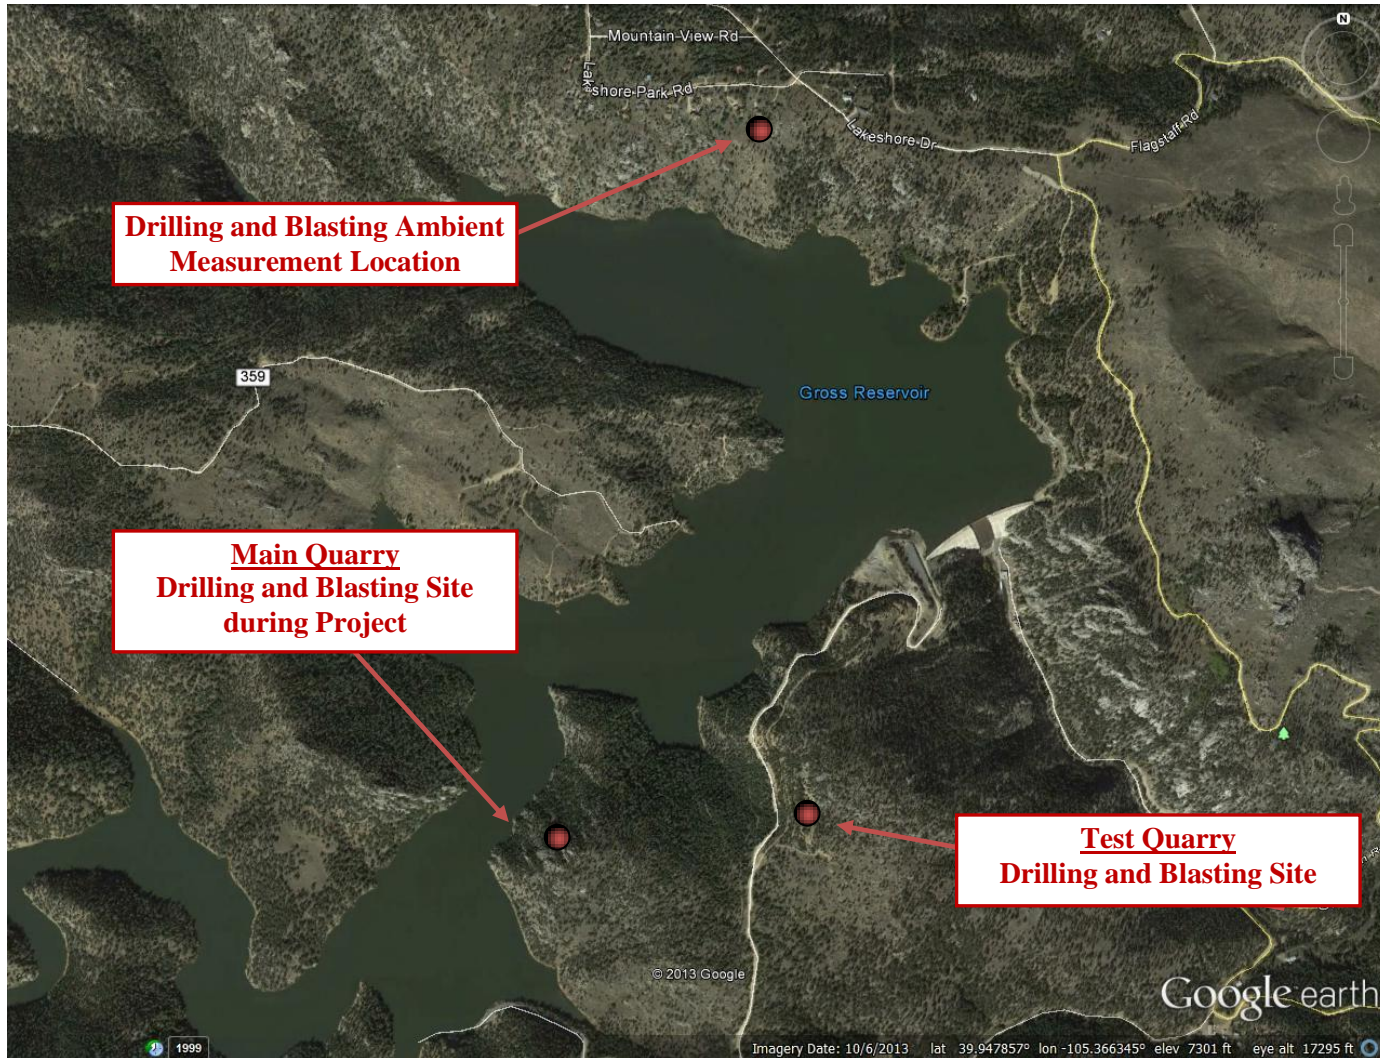 N
Mountain View Rd
Lakeshore Park Rd
Lakeshore Dr
Flagstaff Rd
Drilling and Blasting Ambient
Measurement Location
359
Gross Reservoir
Main Quarry
Drilling and Blasting Site
during Project
Test Quarry
Drilling and Blasting Site
© 2013 Google
Google earth
1999
Imagery Date: 10/6/2013 lat 39.947857° lon -105.366345° elev 7301 ft eye alt 17295 ft